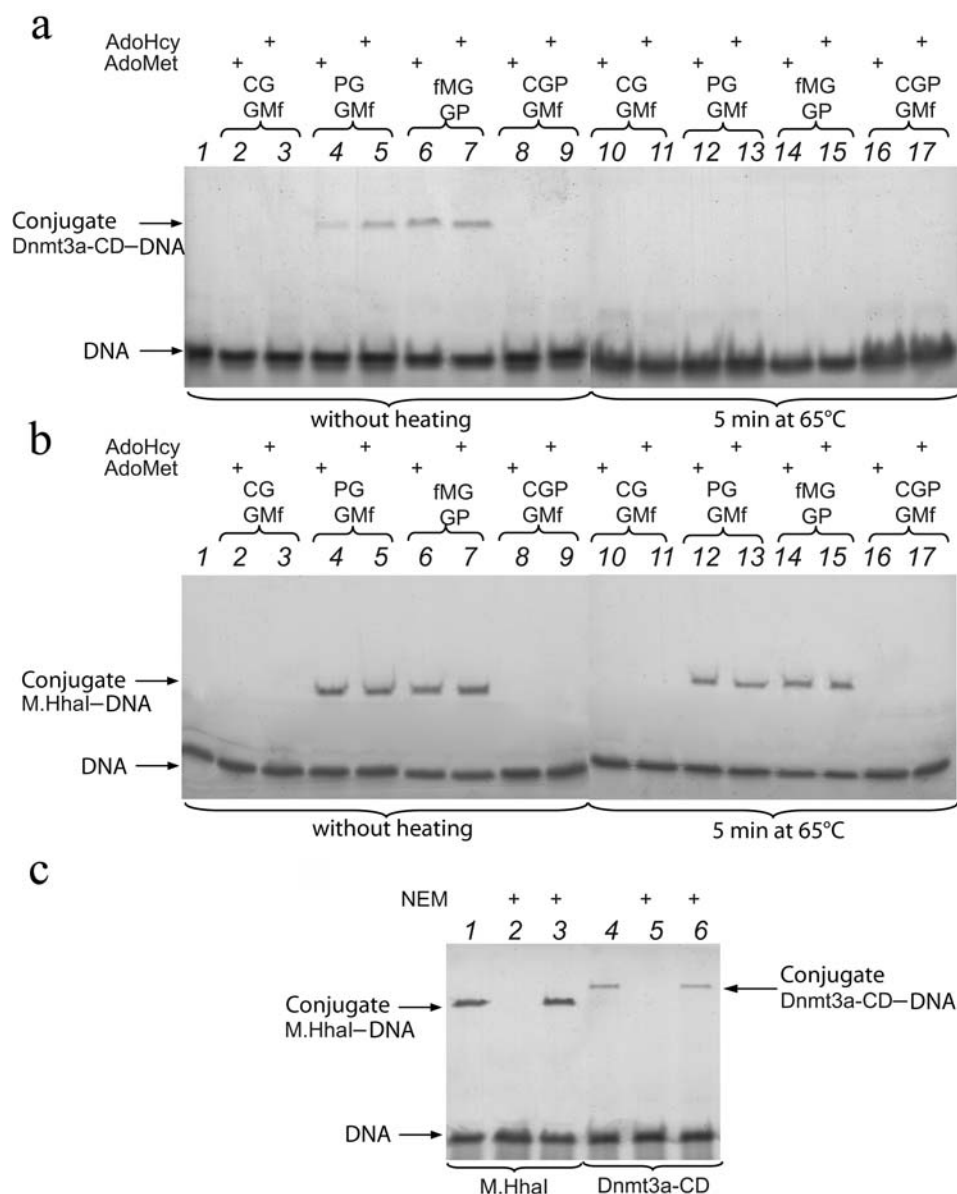 a
AdoHcy + + + + + + + +
AdoMet + + + + + + + +
CG PG fMG CGP CG PG fMG CGP
GMf GMf GP GMf GMf GMf GP GMf
1 2 3 4 5 6 7 8 9 10 11 12 13 14 15 16 17
Conjugate
Dnmt3a-CD–DNA
DNA
without heating 5 min at 65°C
b
AdoHcy + + + + + + + +
AdoMet + + + + + + + +
CG PG fMG CGP CG PG fMG CGP
GMf GMf GP GMf GMf GMf GP GMf
1 2 3 4 5 6 7 8 9 10 11 12 13 14 15 16 17
Conjugate
M.HhaI–DNA
DNA
without heating 5 min at 65°C
c
NEM + + + +
1 2 3 4 5 6
Conjugate
M.HhaI–DNA
Conjugate
Dnmt3a-CD–DNA
DNA
M.HhaI Dnmt3a-CD